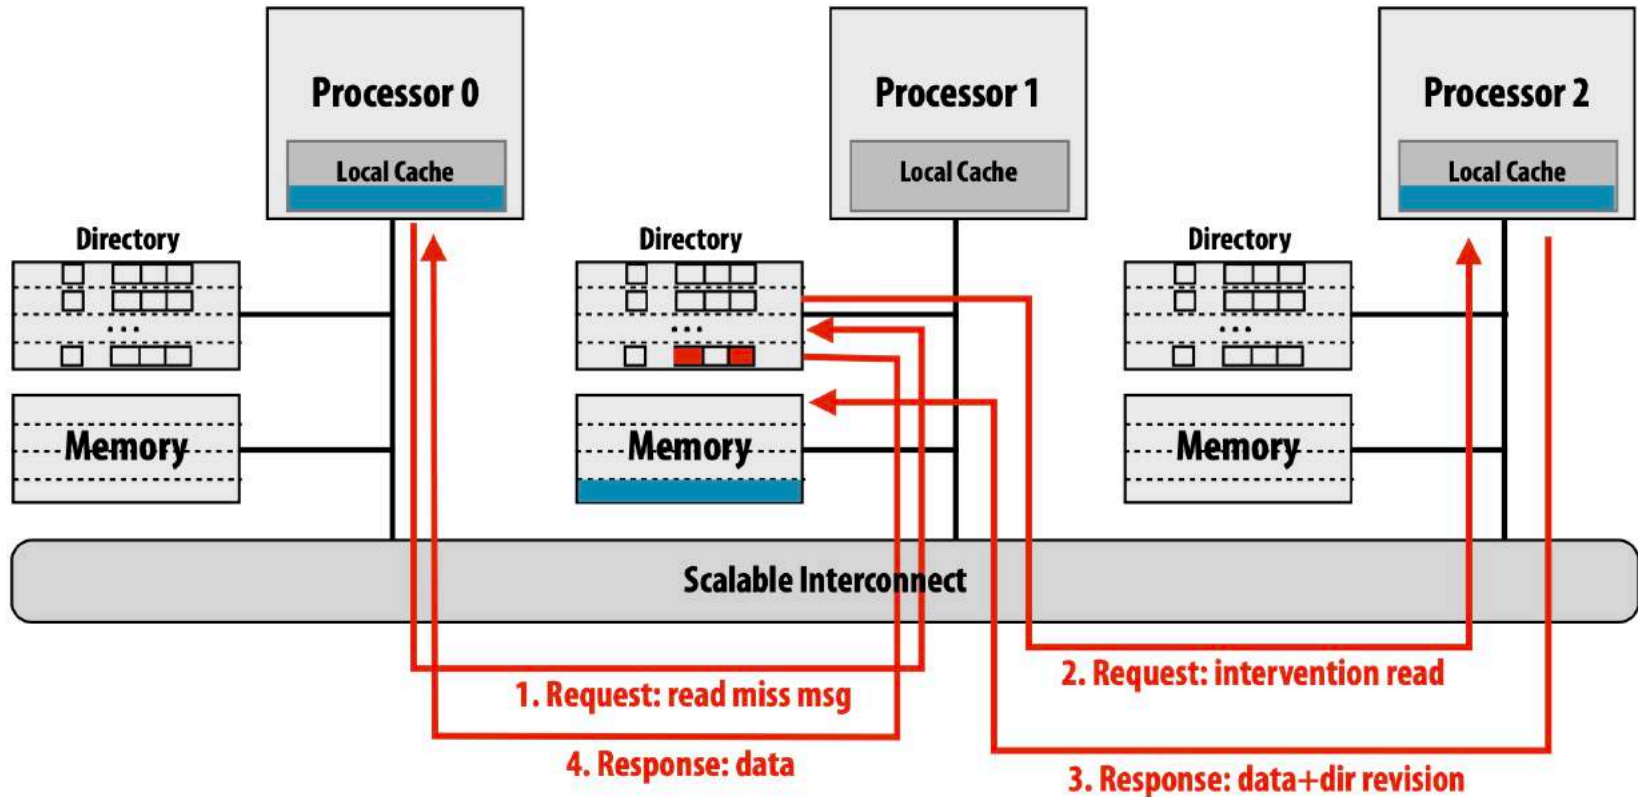 Processor 0
Processor 1
Processor 2
Local Cache
Local Cache
Local Cache
Directory
Directory
Directory
...
...
...
Memory
Memory
Memory
Scalable Interconnect
1. Request: read miss msg
2. Request: intervention read
4. Response: data
3. Response: data+dir revision